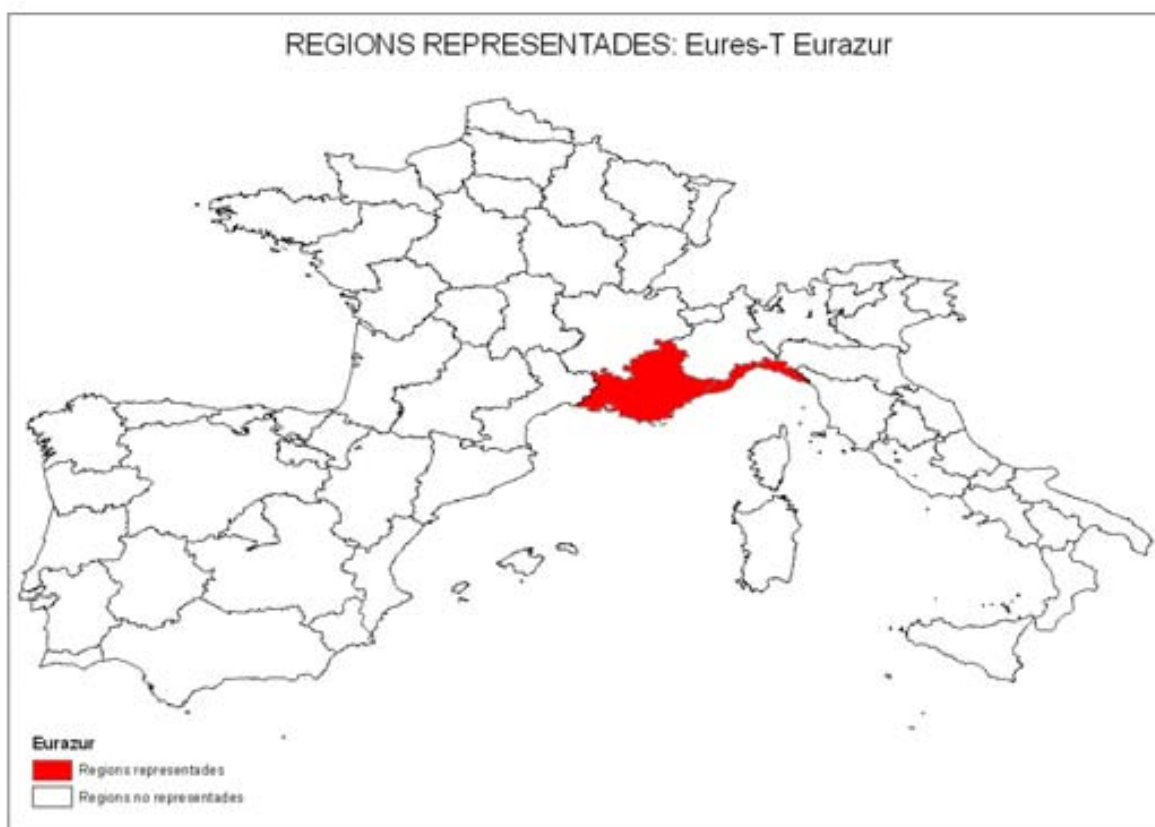 REGIONS REPRESENTADES: Eures-T Eurazur
Eurazur
Regions representades
Regions no representades